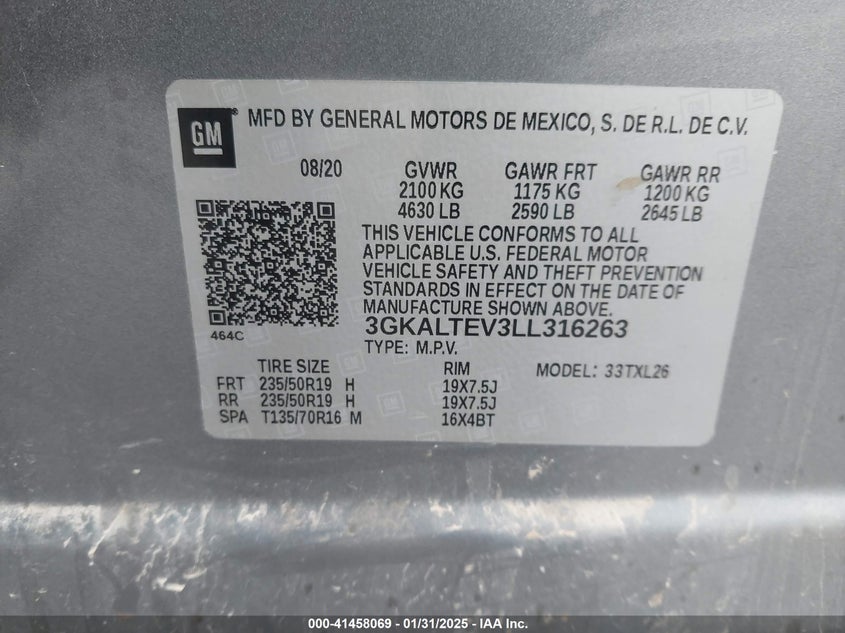 GM
MFD BY GENERAL MOTORS DE MEXICO, S. DE R.L. DE C.V.
08/20 GVWR GAWR FRT GAWR RR
2100 KG 1175 KG 1200 KG
4630 LB 2590 LB 2645 LB
THIS VEHICLE CONFORMS TO ALL
APPLICABLE U.S. FEDERAL MOTOR
VEHICLE SAFETY AND THEFT PREVENTION
STANDARDS IN EFFECT ON THE DATE OF
MANUFACTURE SHOWN ABOVE.
3GKALTEV3LL316263
464C
TYPE: M.P.V.
TIRE SIZE RIM MODEL: 33TXL26
FRT 235/50R19 H 19X7.5J
RR 235/50R19 H 19X7.5J
SPA T135/70R16 M 16X4BT
000-41458069 - 01/31/2025 - IAA Inc.